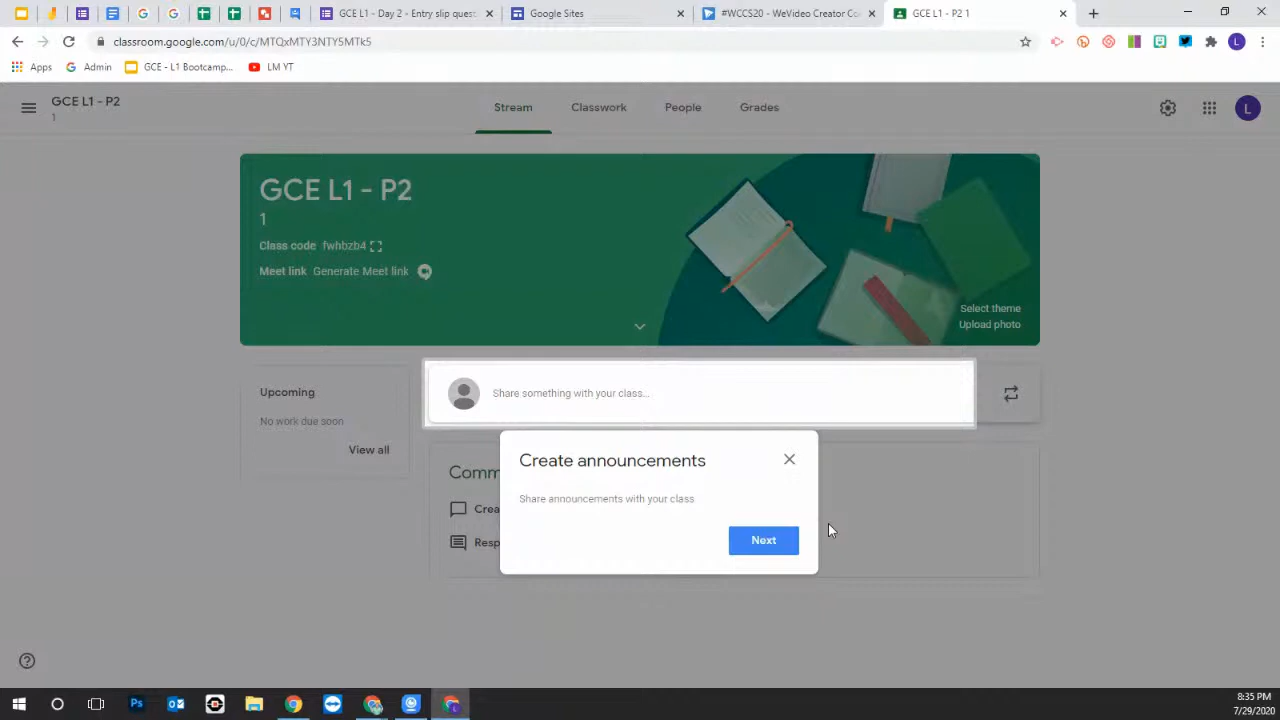 GCE L1 - Day 2 - Entry slip quest
Google Sites
#WCCS20 - WeVideo Creator Co
GCE L1 - P2 1
classroom.google.com/u/0/c/MTQxMTY3NTY5MTk5
L
Apps
Admin
GCE - L1 Bootcamp...
LM YT
GCE L1 - P2
1
Stream
Classwork
People
Grades
L
GCE L1 - P2
1
Class code fwhbzb4
Meet link Generate Meet link
Select theme
Upload photo
Upcoming
No work due soon
View all
Share something with your class...
Create announcements
Share announcements with your class
Next
Comm
Crea
Resp
Ps
8:35 PM
7/29/2020